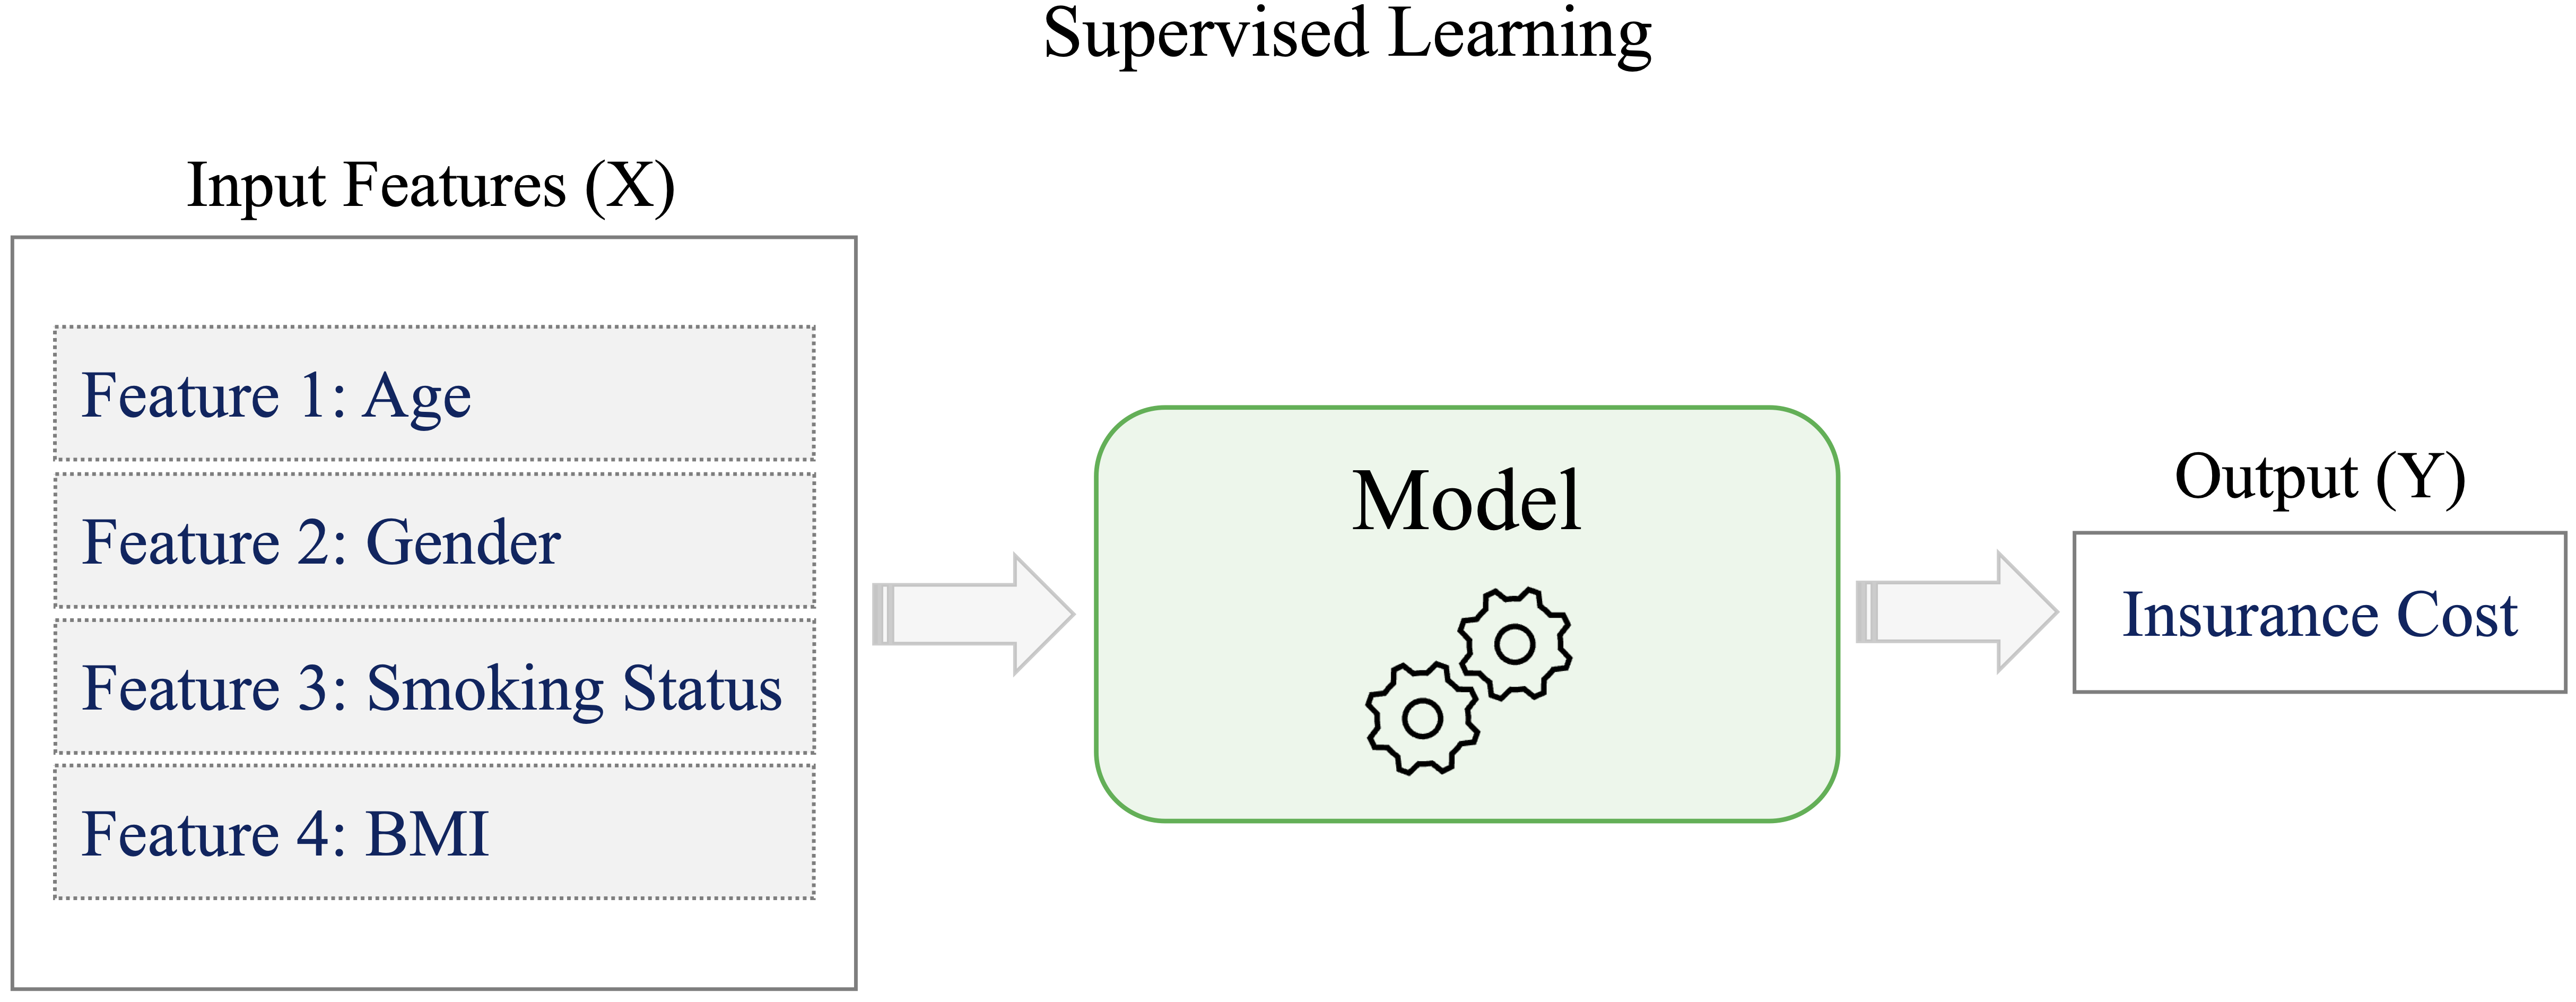 Supervised Learning
Input Features (X)
Feature 1: Age
Feature 2: Gender
Feature 3: Smoking Status
Feature 4: BMI
Model
Output (Y)
Insurance Cost